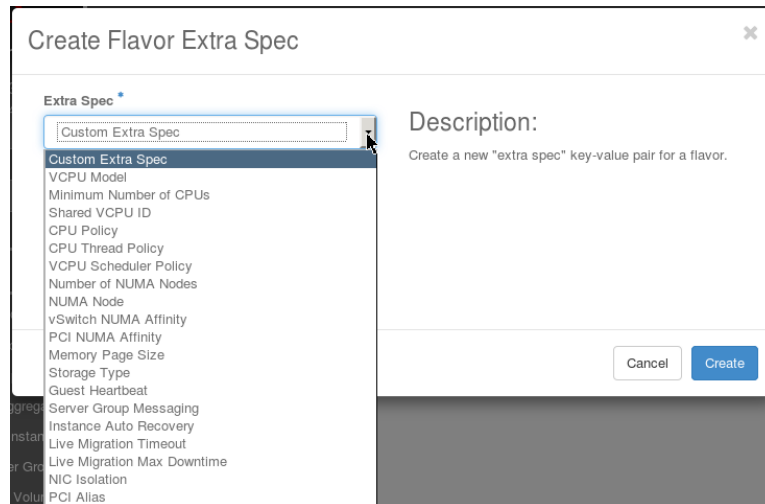 Create Flavor Extra Spec
×
Extra Spec *
Custom Extra Spec
Description:
Create a new "extra spec" key-value pair for a flavor.
Custom Extra Spec
VCPU Model
Minimum Number of CPUs
Shared VCPU ID
CPU Policy
CPU Thread Policy
VCPU Scheduler Policy
Number of NUMA Nodes
NUMA Node
vSwitch NUMA Affinity
PCI NUMA Affinity
Memory Page Size
Storage Type
Guest Heartbeat
Server Group Messaging
Instance Auto Recovery
Live Migration Timeout
Live Migration Max Downtime
NIC Isolation
PCI Alias
Cancel
Create